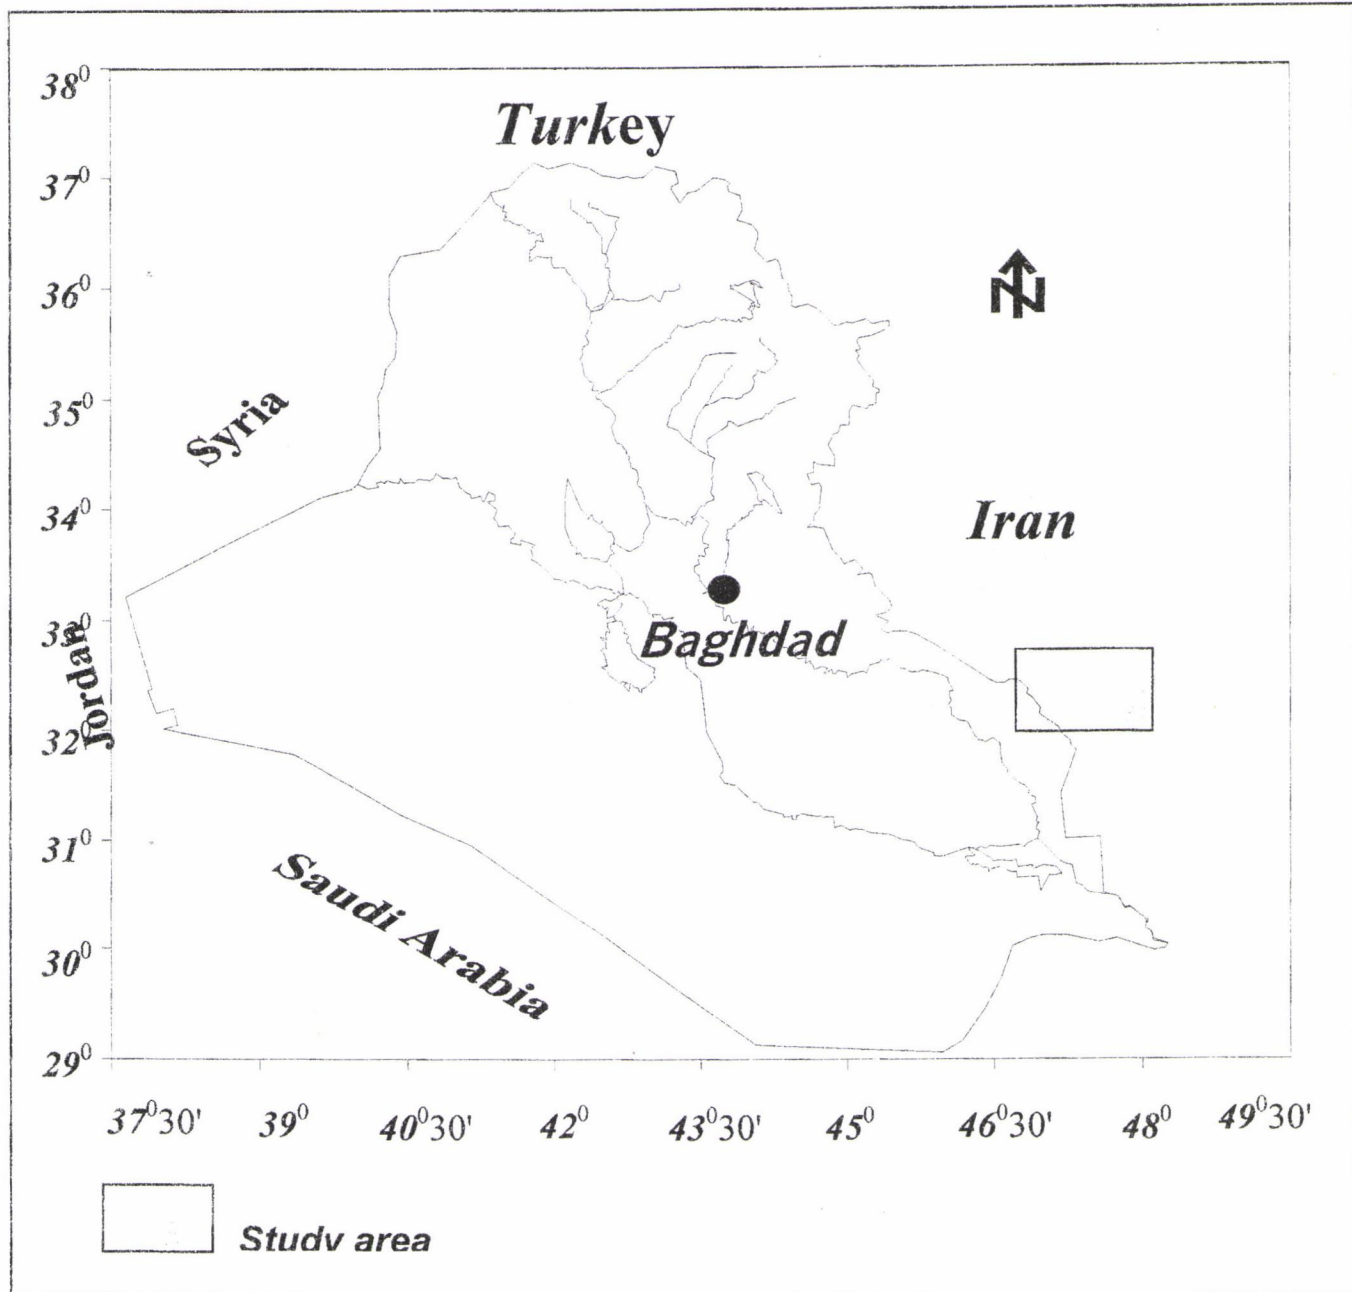 38⁰
Turkey
37⁰
36⁰
N
35⁰
Syria
34⁰
Iran
33⁰
Baghdad
Jordan
32⁰
31⁰
Saudi Arabia
30⁰
29⁰
37⁰30' 39⁰ 40⁰30' 42⁰ 43⁰30' 45⁰ 46⁰30' 48⁰ 49⁰30'
Study area